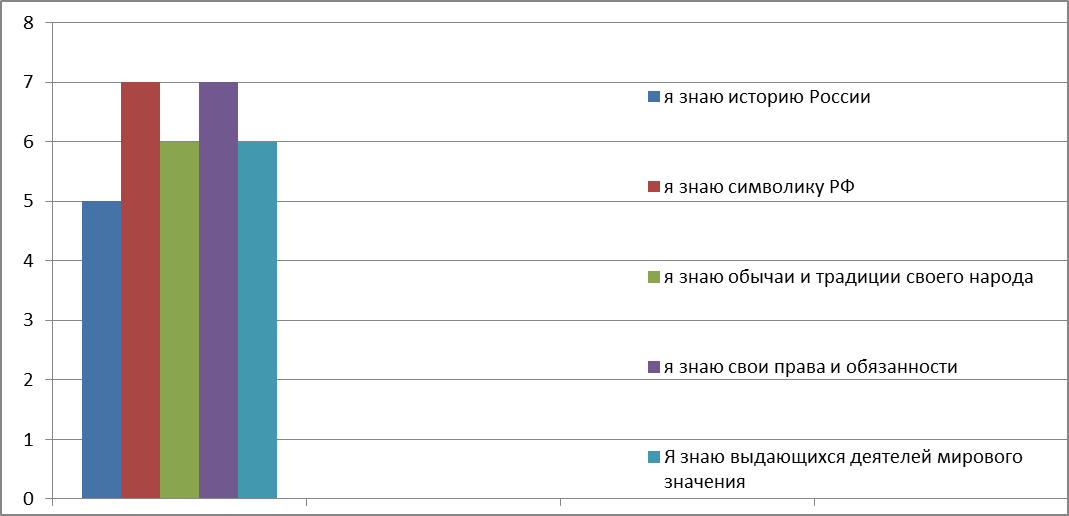 8
7
6
5
4
3
2
1
0
я знаю историю России
я знаю символику РФ
я знаю обычаи и традиции своего народа
я знаю свои права и обязанности
Я знаю выдающихся деятелей мирового
значения